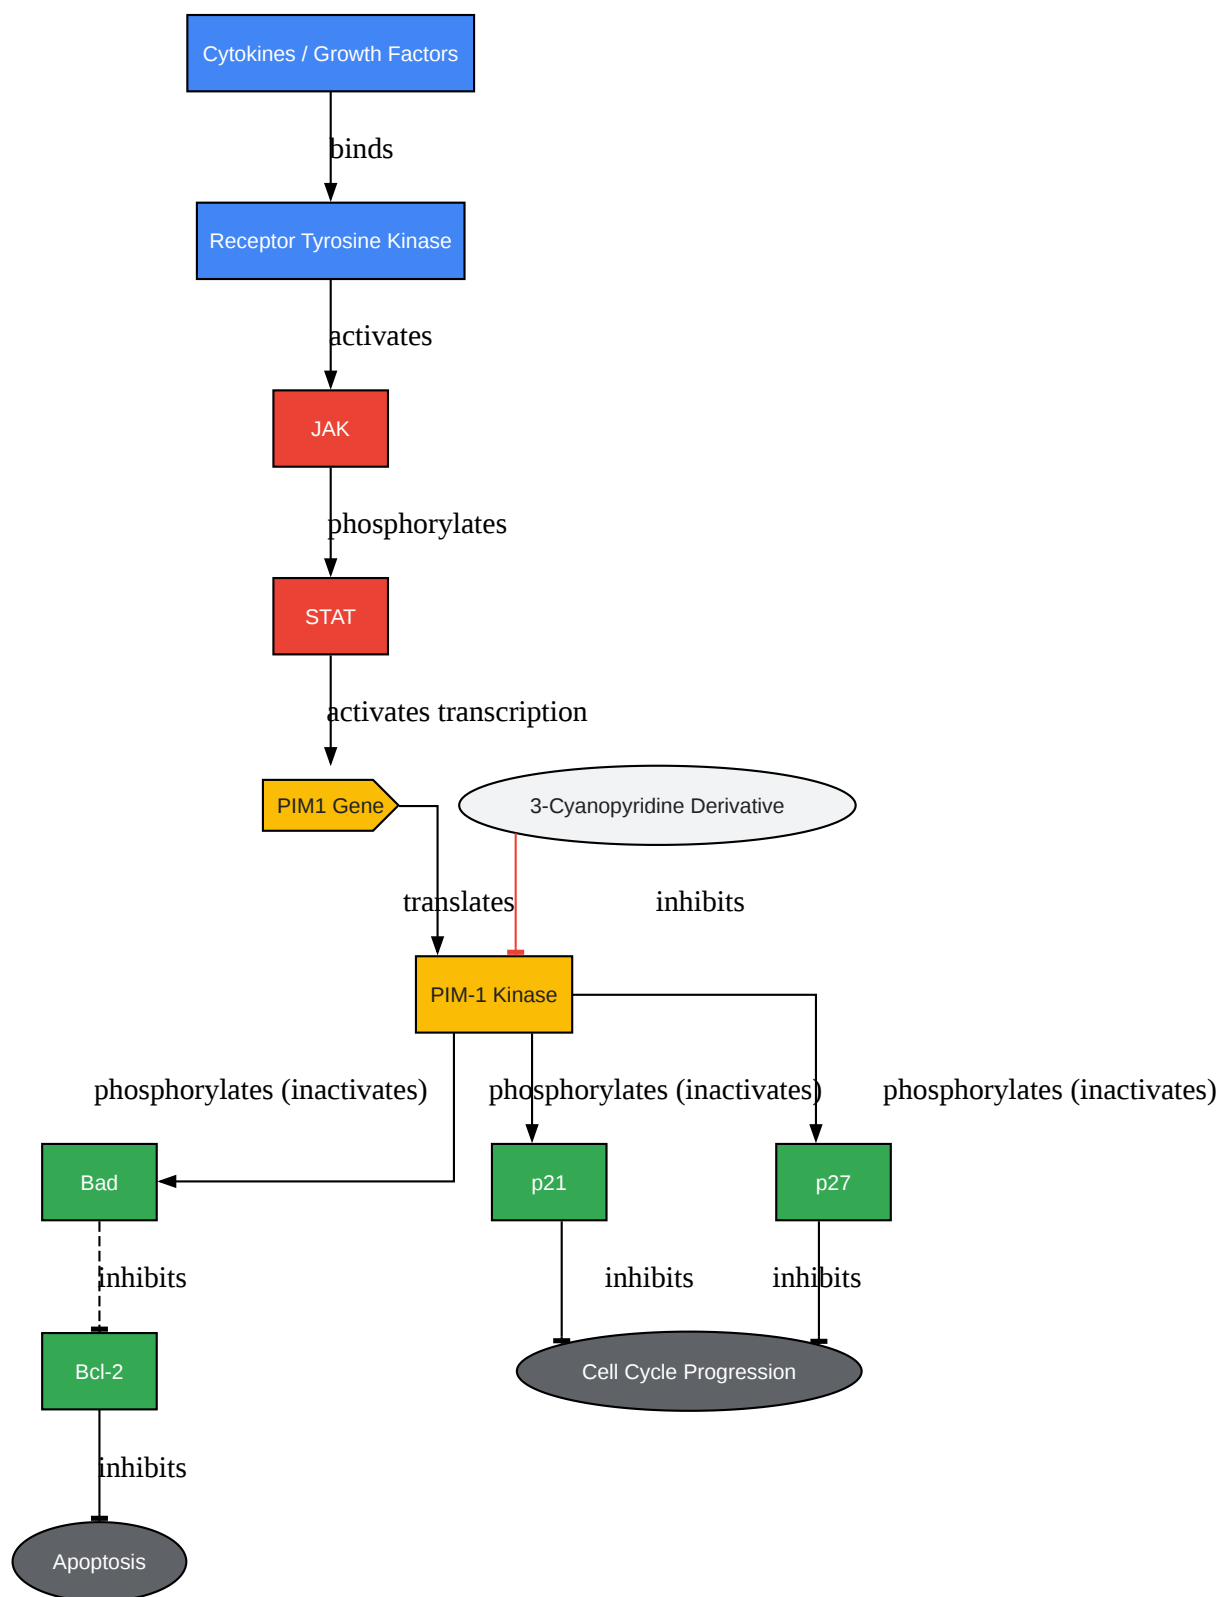 Cytokines / Growth Factors
binds
Receptor Tyrosine Kinase
activates
JAK
phosphorylates
STAT
activates transcription
PIM1 Gene
3-Cyanopyridine Derivative
translates
inhibits
PIM-1 Kinase
phosphorylates (inactivates)
phosphorylates (inactivates)
phosphorylates (inactivates)
Bad
p21
p27
inhibits
inhibits
inhibits
Bcl-2
Cell Cycle Progression
inhibits
Apoptosis